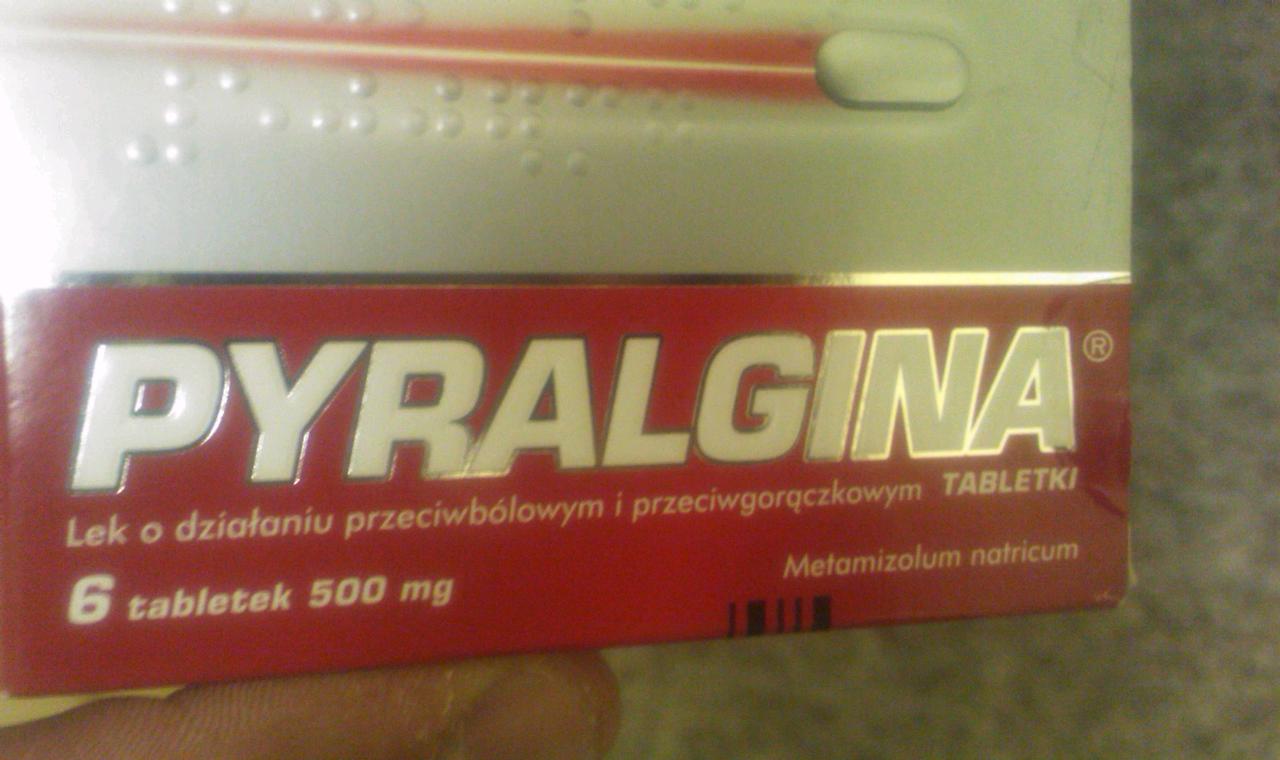 PYRALGINA®
TABLETKI
Lek o działaniu przeciwbólowym i przeciwgorączkowym
Metamizolum natricum
6 tabletek 500 mg